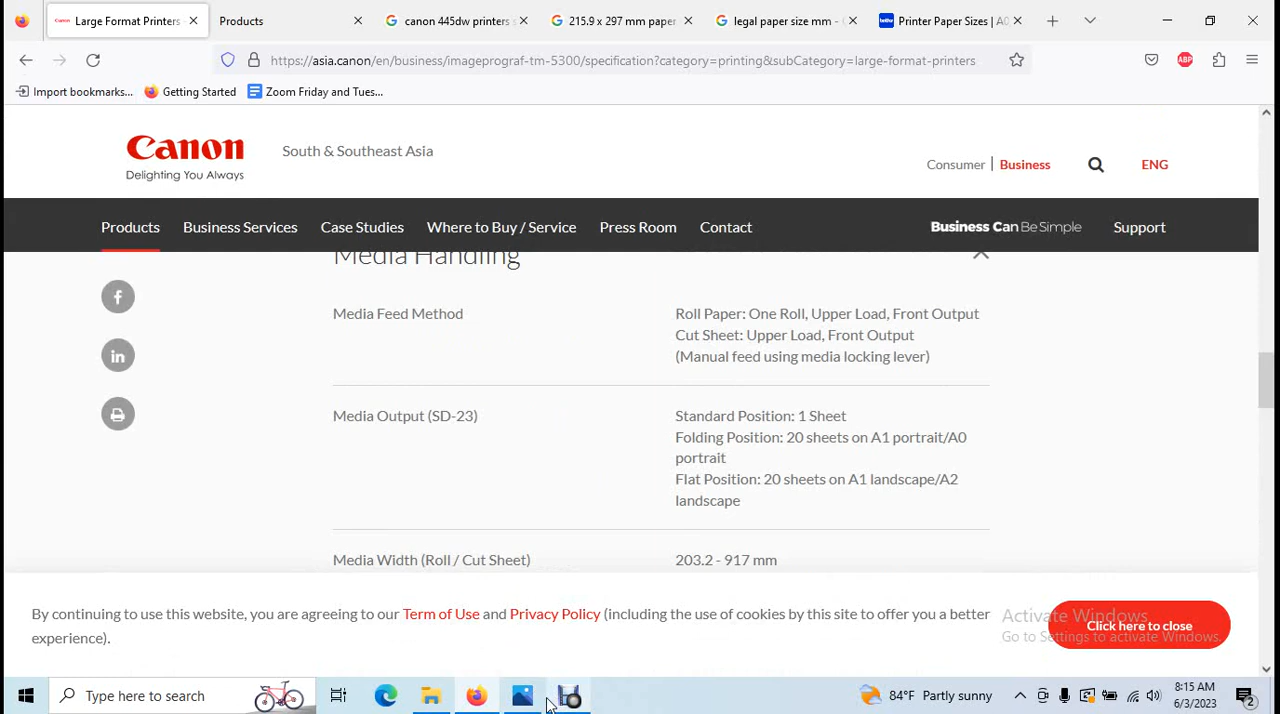 Large Format Printers
Products
canon 445dw printers s
215.9 x 297 mm paper
legal paper size mm - G
Printer Paper Sizes | A0
https://asia.canon/en/business/imageprograf-tm-5300/specification?category=printing&subCategory=large-format-printers
ABP
Import bookmarks...
Getting Started
Zoom Friday and Tues...
Canon
Delighting You Always
South & Southeast Asia
Consumer | Business
ENG
Products
Business Services
Case Studies
Where to Buy / Service
Press Room
Contact
Business Can Be Simple
Support
Media Handling
Media Feed Method
Roll Paper: One Roll, Upper Load, Front Output
Cut Sheet: Upper Load, Front Output
(Manual feed using media locking lever)
Media Output (SD-23)
Standard Position: 1 Sheet
Folding Position: 20 sheets on A1 portrait/A0
portrait
Flat Position: 20 sheets on A1 landscape/A2
landscape
Media Width (Roll / Cut Sheet)
203.2 - 917 mm
By continuing to use this website, you are agreeing to our Term of Use and Privacy Policy (including the use of cookies by this site to offer you a better
experience).
Click here to close
Activate Windows
Go to Settings to activate Windows.
Type here to search
84°F Partly sunny
8:15 AM
6/3/2023
2